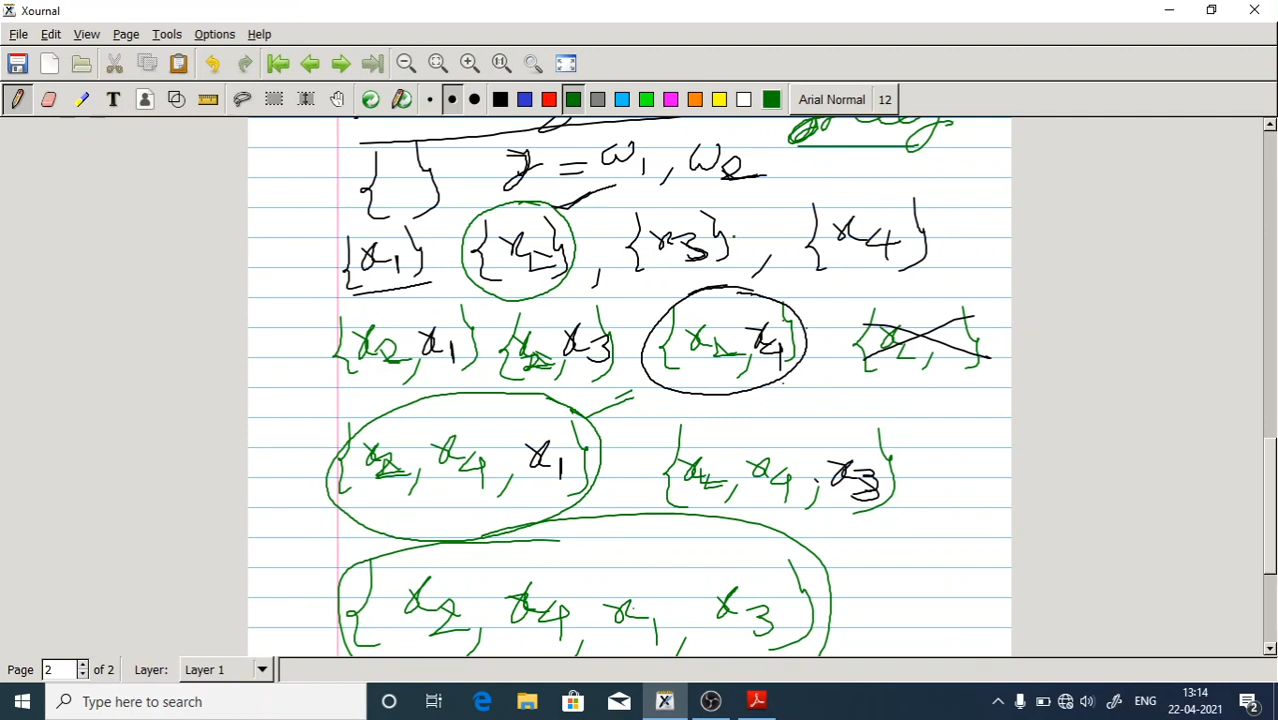 Xournal
File Edit View Page Tools Options Help
T Arial Normal 12
{ } y = ω1, ω2
{x1} {x2}, {x3}, {x4}
{x2, x1} {x2, x3} {x2, x4} {x2, }
{x2, x4, x1} = {x2, x4, x3}
{x2, x4, x1, x3}
Page 2 of 2 Layer: Layer 1
Type here to search
ENG
13:14
22-04-2021
2